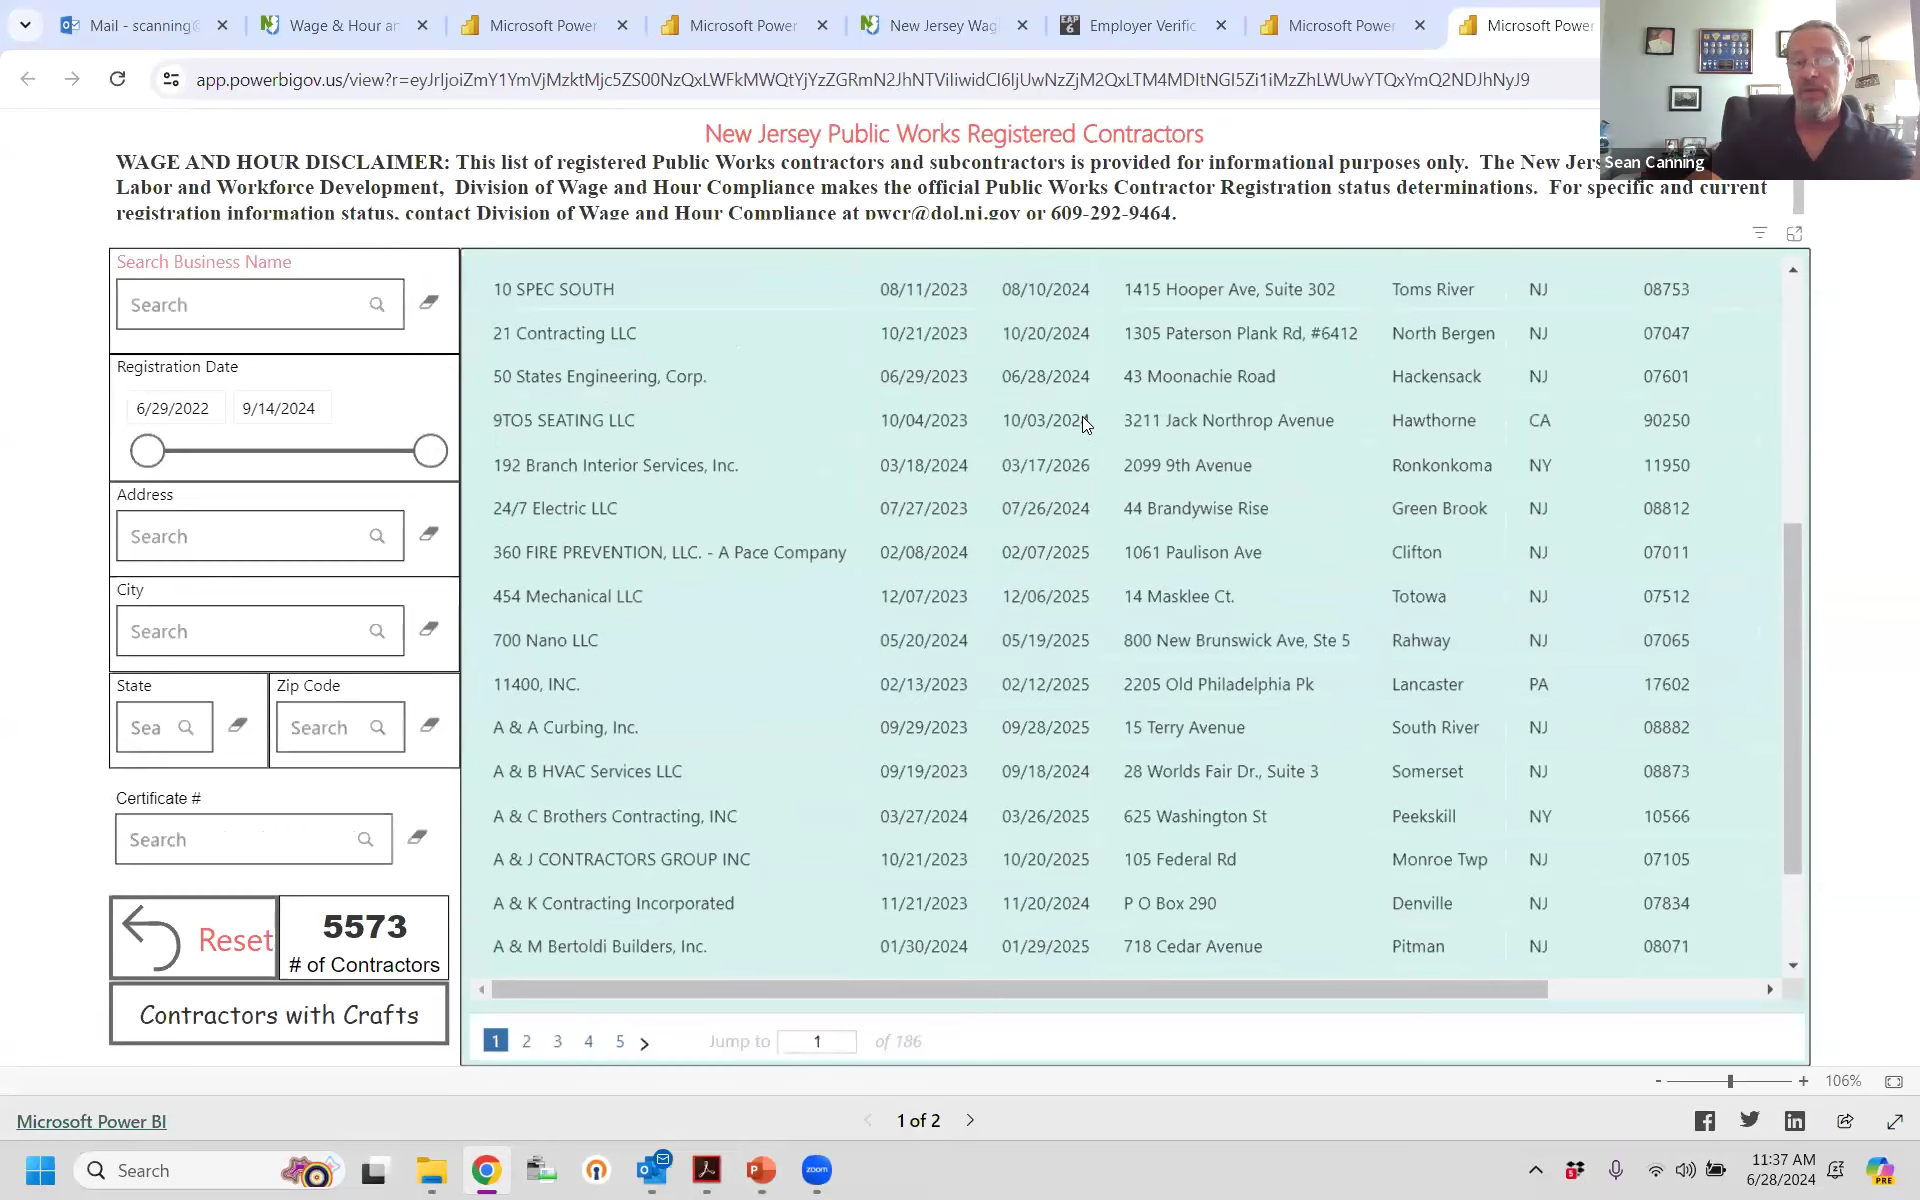 Mail - scanning@
Wage & Hour an
Microsoft Power
Microsoft Power
New Jersey Wag
Employer Verific
Microsoft Power
Microsoft Power
app.powerbigov.us/view?r=eyJrIjoiZmY1YmVjMzktMjc5ZS00NzQxLWFkMWQtYjYzZGRmN2JhNTViIiwidCI6IjUwNzZjM2QxLTM4MDItNGI5Zi1iMzZhLWUwYTQxYmQ2NDJhNyJ9
Sean Canning
New Jersey Public Works Registered Contractors
WAGE AND HOUR DISCLAIMER: This list of registered Public Works contractors and subcontractors is provided for informational purposes only. The New Jers
Labor and Workforce Development, Division of Wage and Hour Compliance makes the official Public Works Contractor Registration status determinations. For specific and current
registration information status, contact Division of Wage and Hour Compliance at pwcr@dol.nj.gov or 609-292-9464.
Search Business Name
Search
Registration Date
6/29/2022 9/14/2024
Address
Search
City
Search
State Zip Code
Sea Search
Certificate #
Search
Reset
5573
# of Contractors
Contractors with Crafts
10 SPEC SOUTH 08/11/2023 08/10/2024 1415 Hooper Ave, Suite 302 Toms River NJ 08753
21 Contracting LLC 10/21/2023 10/20/2024 1305 Paterson Plank Rd, #6412 North Bergen NJ 07047
50 States Engineering, Corp. 06/29/2023 06/28/2024 43 Moonachie Road Hackensack NJ 07601
9TO5 SEATING LLC 10/04/2023 10/03/2024 3211 Jack Northrop Avenue Hawthorne CA 90250
192 Branch Interior Services, Inc. 03/18/2024 03/17/2026 2099 9th Avenue Ronkonkoma NY 11950
24/7 Electric LLC 07/27/2023 07/26/2024 44 Brandywise Rise Green Brook NJ 08812
360 FIRE PREVENTION, LLC. - A Pace Company 02/08/2024 02/07/2025 1061 Paulison Ave Clifton NJ 07011
454 Mechanical LLC 12/07/2023 12/06/2025 14 Masklee Ct. Totowa NJ 07512
700 Nano LLC 05/20/2024 05/19/2025 800 New Brunswick Ave, Ste 5 Rahway NJ 07065
11400, INC. 02/13/2023 02/12/2025 2205 Old Philadelphia Pk Lancaster PA 17602
A & A Curbing, Inc. 09/29/2023 09/28/2025 15 Terry Avenue South River NJ 08882
A & B HVAC Services LLC 09/19/2023 09/18/2024 28 Worlds Fair Dr., Suite 3 Somerset NJ 08873
A & C Brothers Contracting, INC 03/27/2024 03/26/2025 625 Washington St Peekskill NY 10566
A & J CONTRACTORS GROUP INC 10/21/2023 10/20/2025 105 Federal Rd Monroe Twp NJ 07105
A & K Contracting Incorporated 11/21/2023 11/20/2024 P O Box 290 Denville NJ 07834
A & M Bertoldi Builders, Inc. 01/30/2024 01/29/2025 718 Cedar Avenue Pitman NJ 08071
1 2 3 4 5 Jump to 1 of 186
- + 106%
Microsoft Power BI
1 of 2
Search
zoom
PRE
11:37 AM
6/28/2024